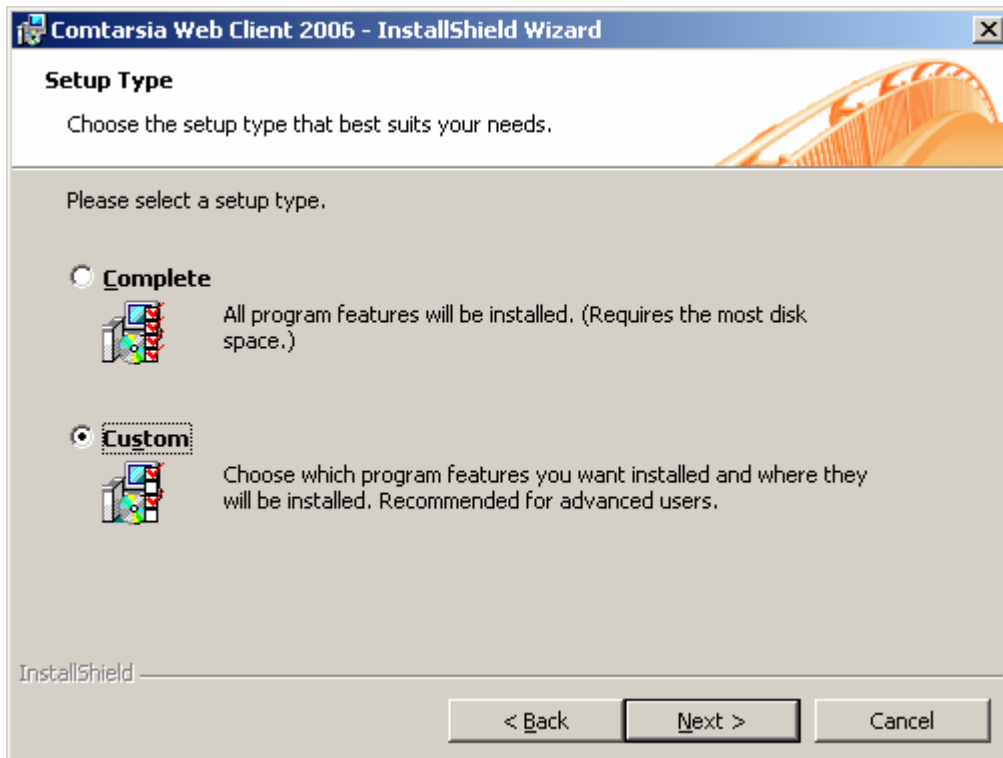 Comtarsia Web Client 2006 - InstallShield Wizard
Setup Type
Choose the setup type that best suits your needs.
Please select a setup type.
Complete
All program features will be installed. (Requires the most disk
space.)
Custom
Choose which program features you want installed and where they
will be installed. Recommended for advanced users.
InstallShield
< Back
Next >
Cancel